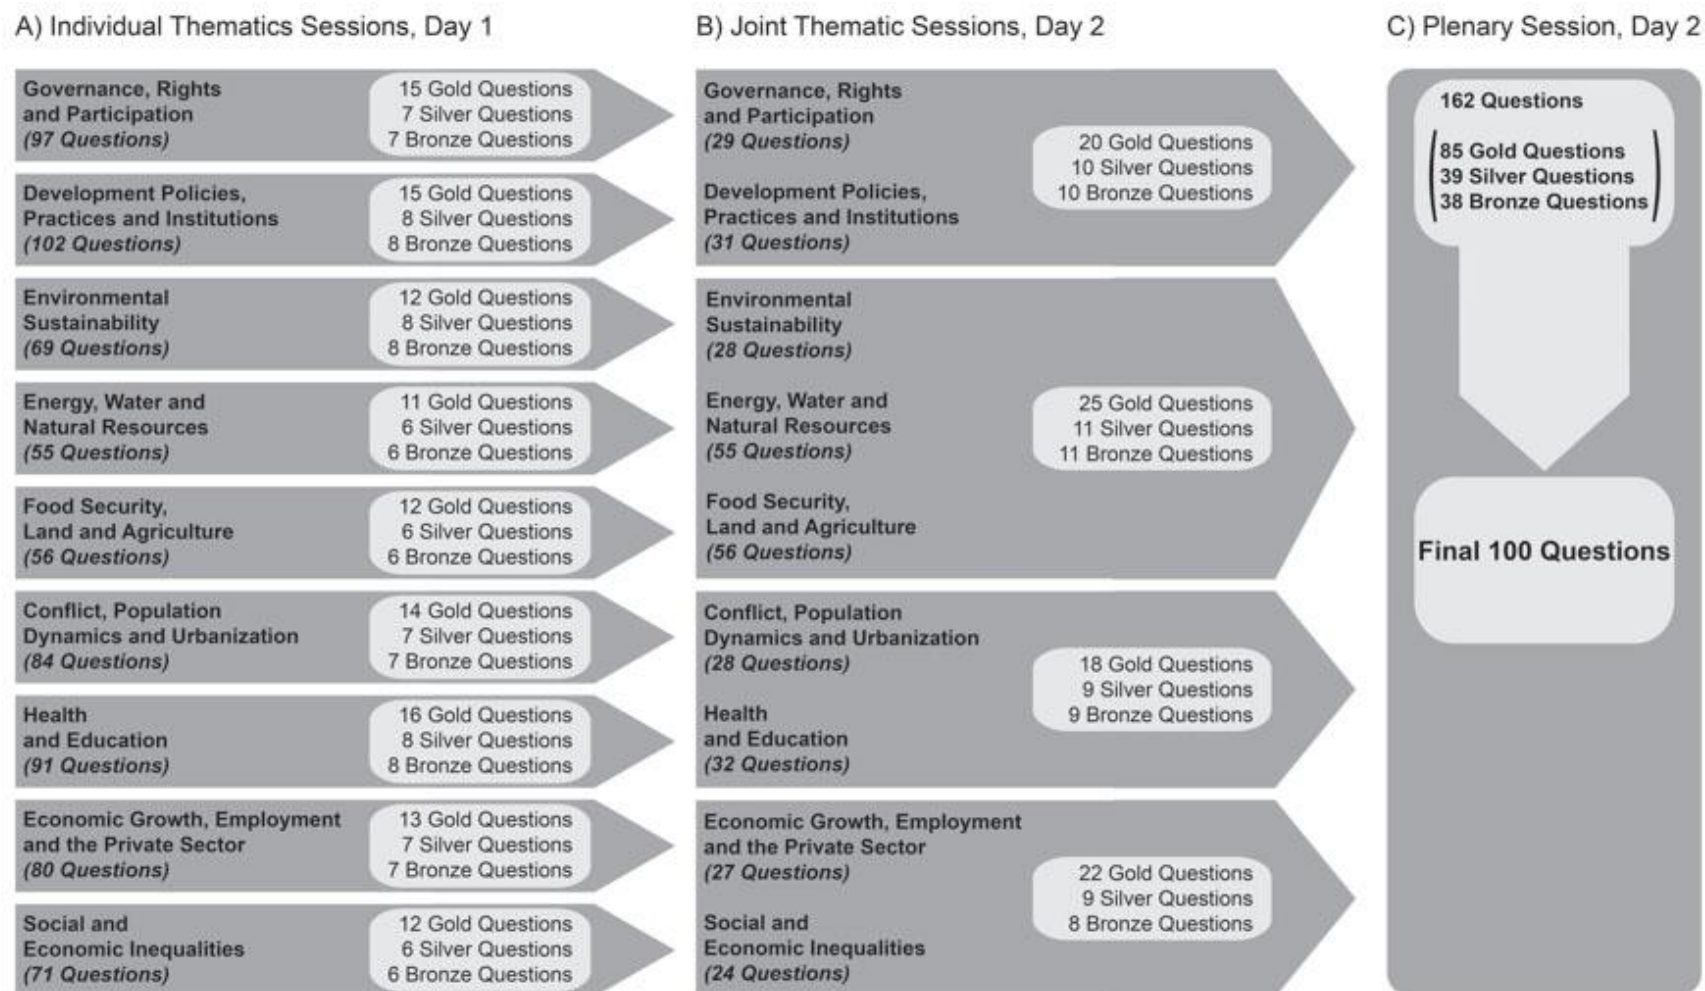 A) Individual Thematics Sessions, Day 1
Governance, Rights
and Participation
(97 Questions)
15 Gold Questions
7 Silver Questions
7 Bronze Questions
Development Policies,
Practices and Institutions
(102 Questions)
15 Gold Questions
8 Silver Questions
8 Bronze Questions
Environmental
Sustainability
(69 Questions)
12 Gold Questions
8 Silver Questions
8 Bronze Questions
Energy, Water and
Natural Resources
(55 Questions)
11 Gold Questions
6 Silver Questions
6 Bronze Questions
Food Security,
Land and Agriculture
(56 Questions)
12 Gold Questions
6 Silver Questions
6 Bronze Questions
Conflict, Population
Dynamics and Urbanization
(84 Questions)
14 Gold Questions
7 Silver Questions
7 Bronze Questions
Health
and Education
(91 Questions)
16 Gold Questions
8 Silver Questions
8 Bronze Questions
Economic Growth, Employment
and the Private Sector
(80 Questions)
13 Gold Questions
7 Silver Questions
7 Bronze Questions
Social and
Economic Inequalities
(71 Questions)
12 Gold Questions
6 Silver Questions
6 Bronze Questions
B) Joint Thematic Sessions, Day 2
Governance, Rights
and Participation
(29 Questions)
Development Policies,
Practices and Institutions
(31 Questions)
20 Gold Questions
10 Silver Questions
10 Bronze Questions
Environmental
Sustainability
(28 Questions)
Energy, Water and
Natural Resources
(55 Questions)
Food Security,
Land and Agriculture
(56 Questions)
25 Gold Questions
11 Silver Questions
11 Bronze Questions
Conflict, Population
Dynamics and Urbanization
(28 Questions)
Health
and Education
(32 Questions)
18 Gold Questions
9 Silver Questions
9 Bronze Questions
Economic Growth, Employment
and the Private Sector
(27 Questions)
Social and
Economic Inequalities
(24 Questions)
22 Gold Questions
9 Silver Questions
8 Bronze Questions
C) Plenary Session, Day 2
162 Questions
85 Gold Questions
39 Silver Questions
38 Bronze Questions
Final 100 Questions